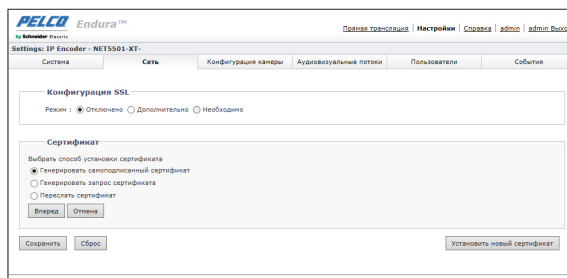 PELCO Endura™
by Schneider Electric
Прямая трансляция | Настройки | Справка | admin | admin Выхо
Settings: IP Encoder - NET5501-XT-
Система Сеть Конфигурация камеры Аудиовизуальные потоки Пользователи События
Конфигурация SSL
Режим : Отключено Дополнительно Необходимо
Сертификат
Выбрать способ установки сертификата
Генерировать самоподписанный сертификат
Генерировать запрос сертификата
Переслать сертификат
Вперед Отмена
Сохранить Сброс Установить новый сертификат